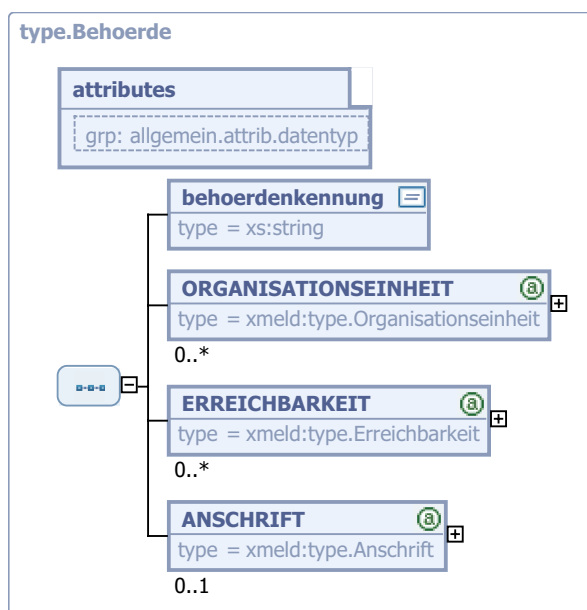 type.Behoerde
attributes
grp: allgemein.attrib.datentyp
behoerdenkennung
type = xs:string
ORGANISATIONSEINHEIT
type = xmeld:type.Organisationseinheit
0..*
ERREICHBARKEIT
type = xmeld:type.Erreichbarkeit
0..*
ANSCHRIFT
type = xmeld:type.Anschrift
0..1